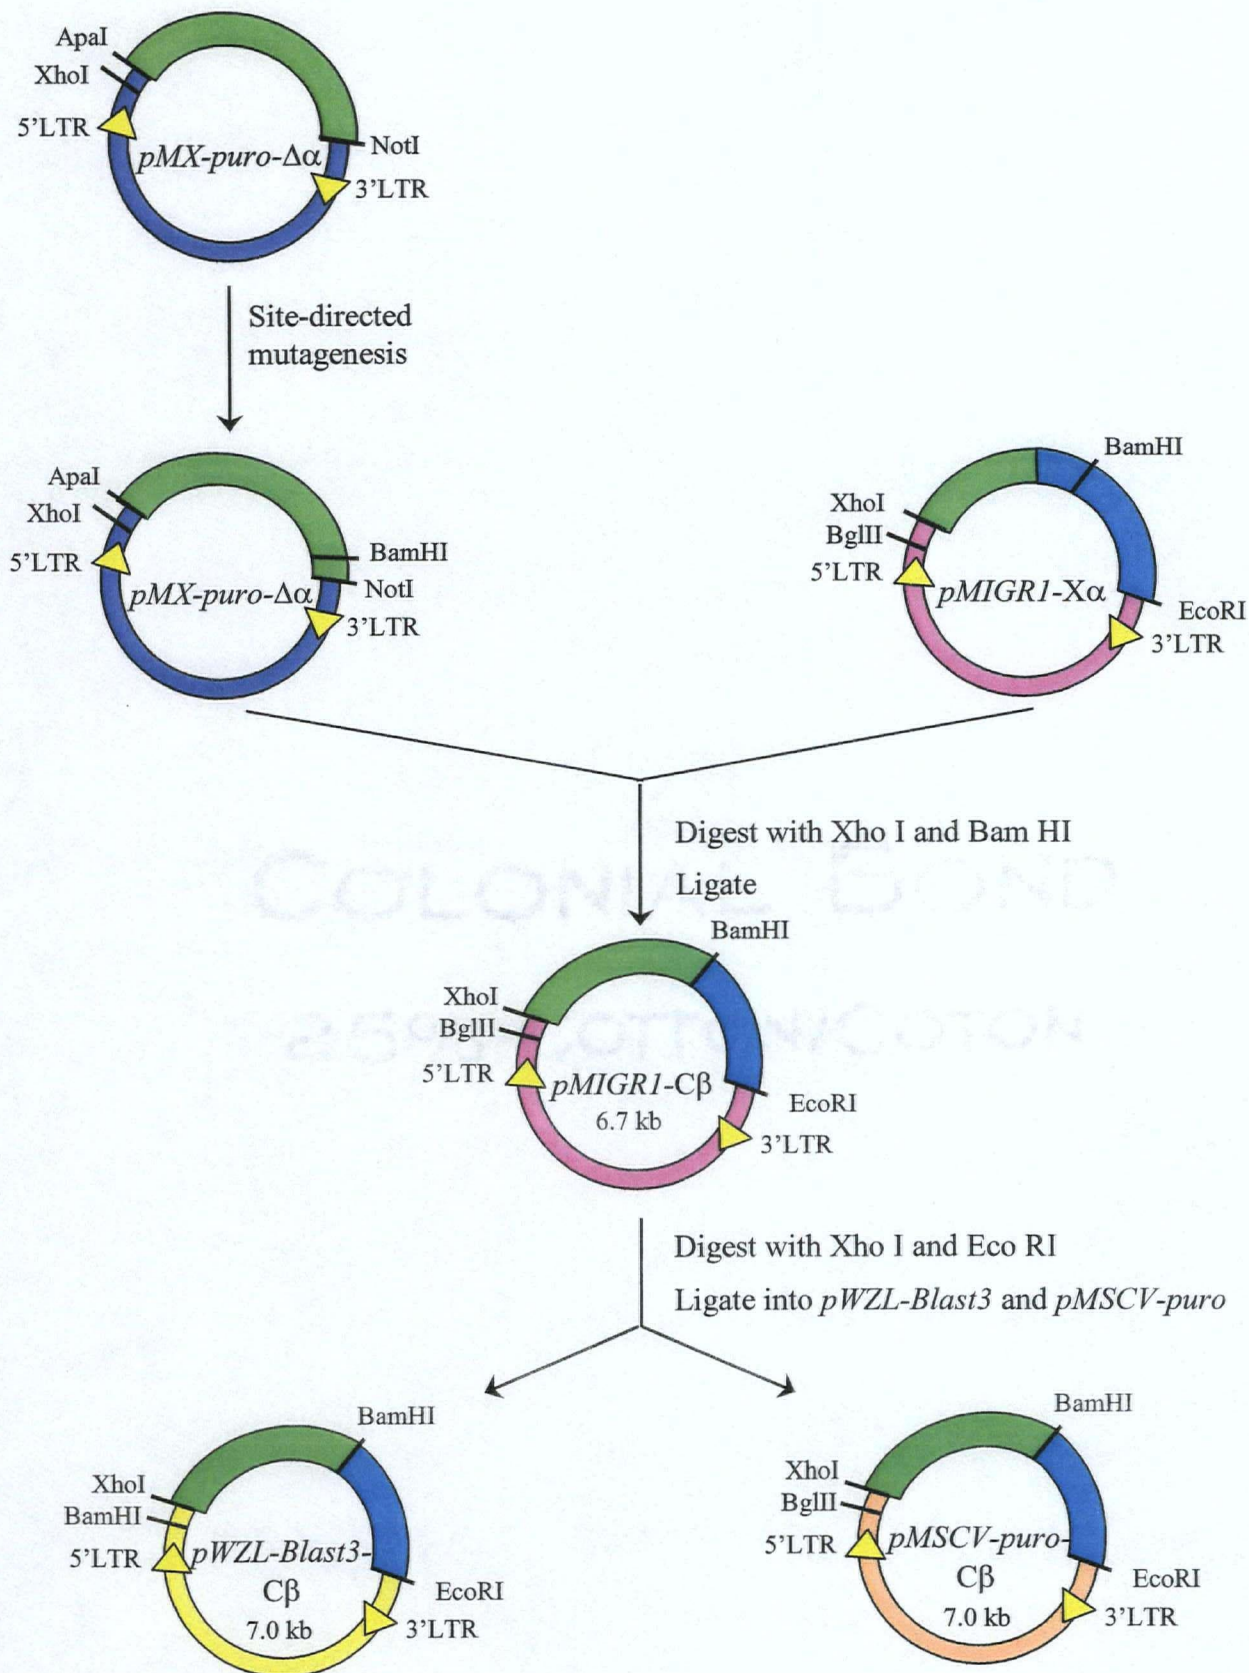 ApaI
XhoI
5'LTR
pMX-puro-Δα
NotI
3'LTR
Site-directed
mutagenesis
ApaI
XhoI
5'LTR
pMX-puro-Δα
BamHI
NotI
3'LTR
BamHI
XhoI
BglII
5'LTR
pMIGR1-Xα
EcoRI
3'LTR
Digest with Xho I and Bam HI
Ligate
COLONIAL BOND
25% COTTON/COTON
BamHI
XhoI
BglII
5'LTR
pMIGR1-Cβ
6.7 kb
EcoRI
3'LTR
Digest with Xho I and Eco RI
Ligate into pWZL-Blast3 and pMSCV-puro
BamHI
XhoI
BamHI
5'LTR
pWZL-Blast3-
Cβ
7.0 kb
EcoRI
3'LTR
BamHI
XhoI
BglII
5'LTR
pMSCV-puro-
Cβ
7.0 kb
EcoRI
3'LTR